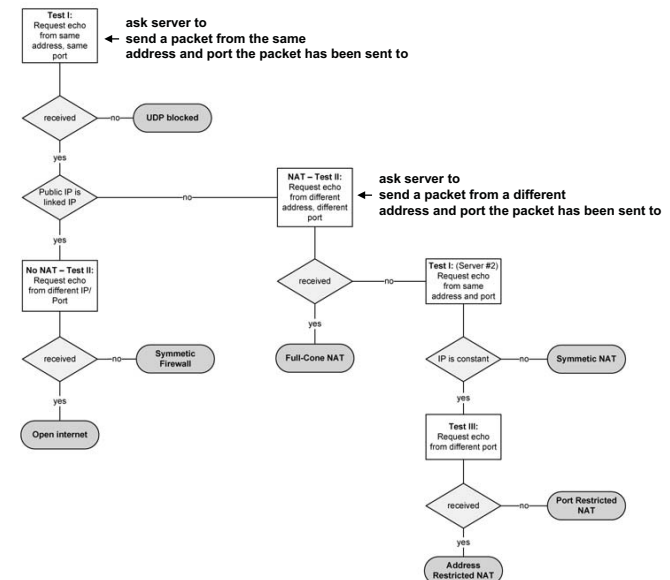 Test I:
Request echo
from same
address, same
port
ask server to
send a packet from the same
address and port the packet has been sent to
received
no
UDP blocked
yes
Public IP is
linked IP
no
NAT – Test II:
Request echo
from different
address, different
port
ask server to
send a packet from a different
address and port the packet has been sent to
yes
No NAT – Test II:
Request echo
from different IP/
Port
received
no
Test I: (Server #2)
Request echo
from same
address and port
received
no
Symmetic
Firewall
yes
Full-Cone NAT
IP is constant
no
Symmetic NAT
yes
Open internet
yes
Test III:
Request echo
from different port
received
no
Port Restricted
NAT
yes
Address
Restricted NAT